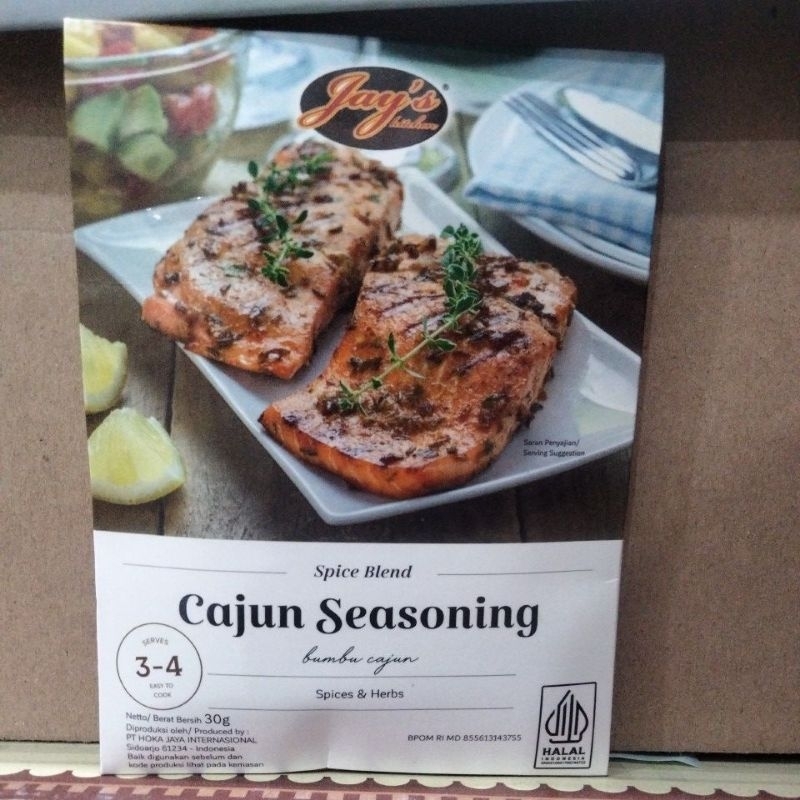 Jay's
kitchen
Saran Penyajian/
Serving Suggestion
Spice Blend
Cajun Seasoning
bumbu cajun
SERVES
3-4
EASY TO
COOK
Spices & Herbs
Netto/ Berat Bersih 30g
Diproduksi oleh/ Produced by :
PT HOKA JAYA INTERNASIONAL
Sidoarjo 61234 - Indonesia
Baik digunakan sebelum dan
kode produksi lihat pada kemasan
BPOM RI MD 855613143755
HALAL
INDONESIA